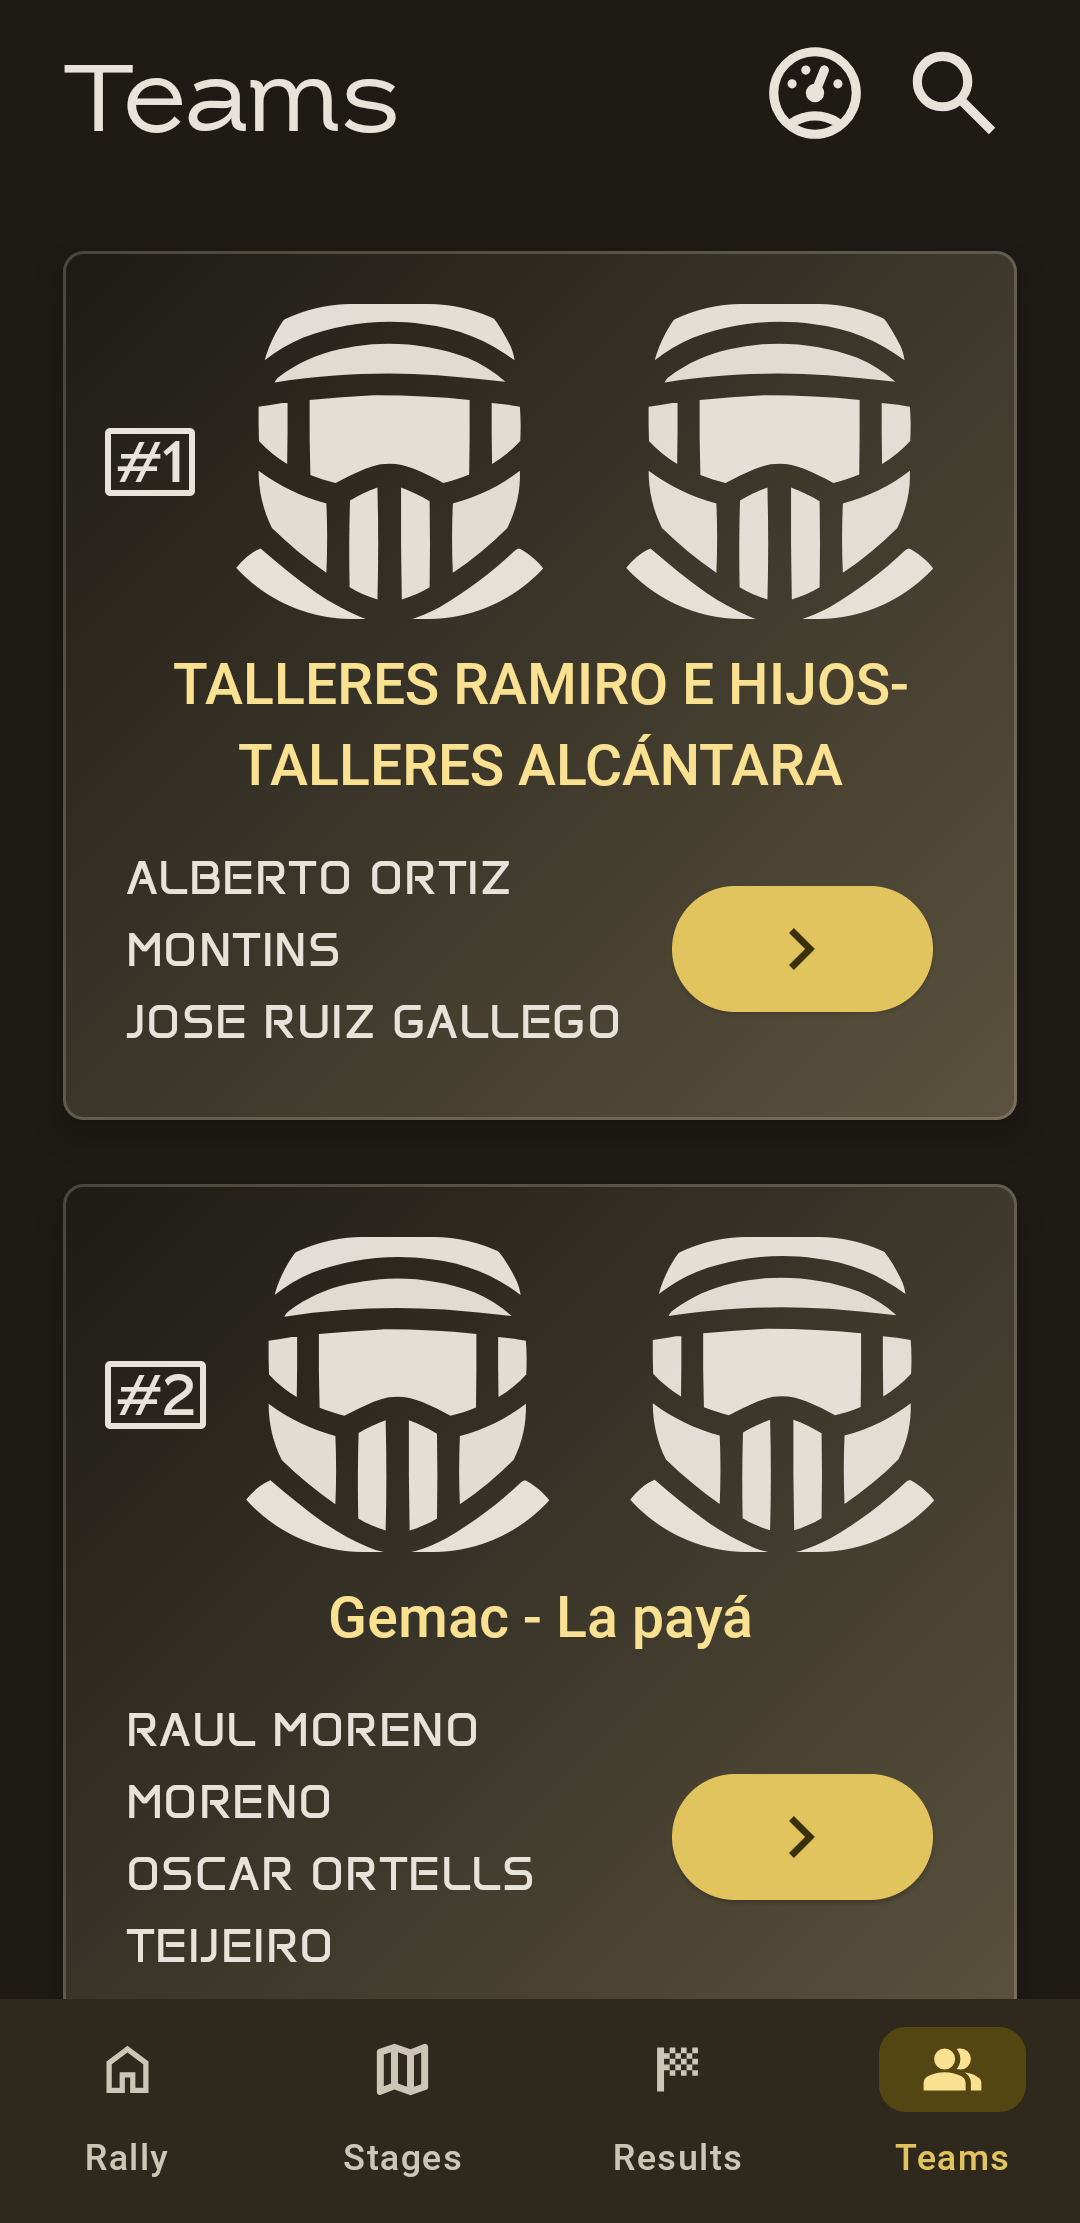 Teams
#1
TALLERES RAMIRO E HIJOS-
TALLERES ALCÁNTARA
ALBERTO ORTIZ
MONTINS
JOSE RUIZ GALLEGO
#2
Gemac - La payá
RAUL MORENO
MORENO
OSCAR ORTELLS
TEIJEIRO
Rally
Stages
Results
Teams